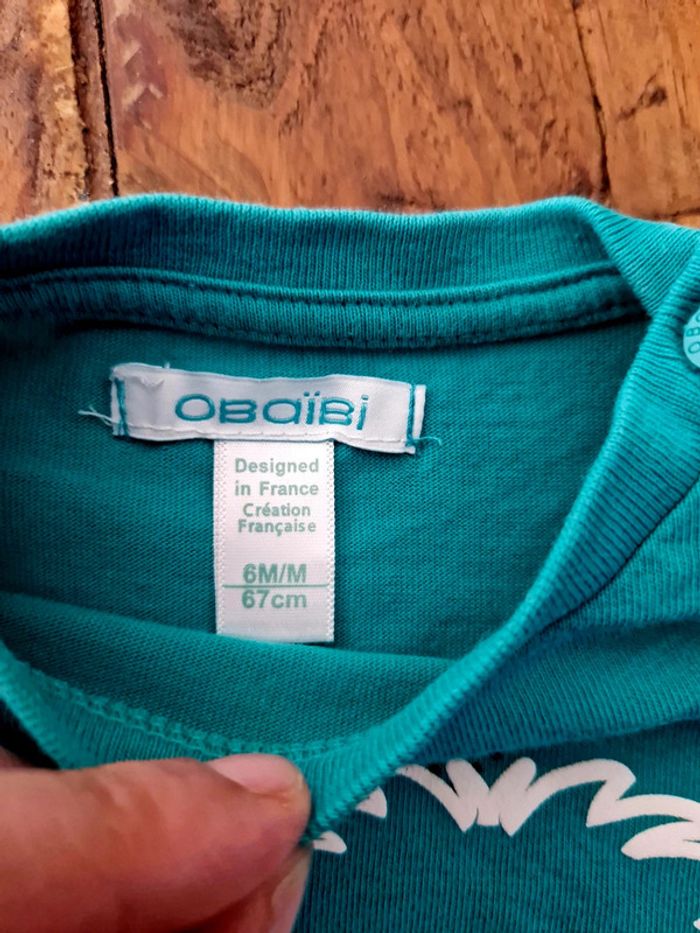 OBaïBi
Designed
in France
Création
Française
6M/M
67cm